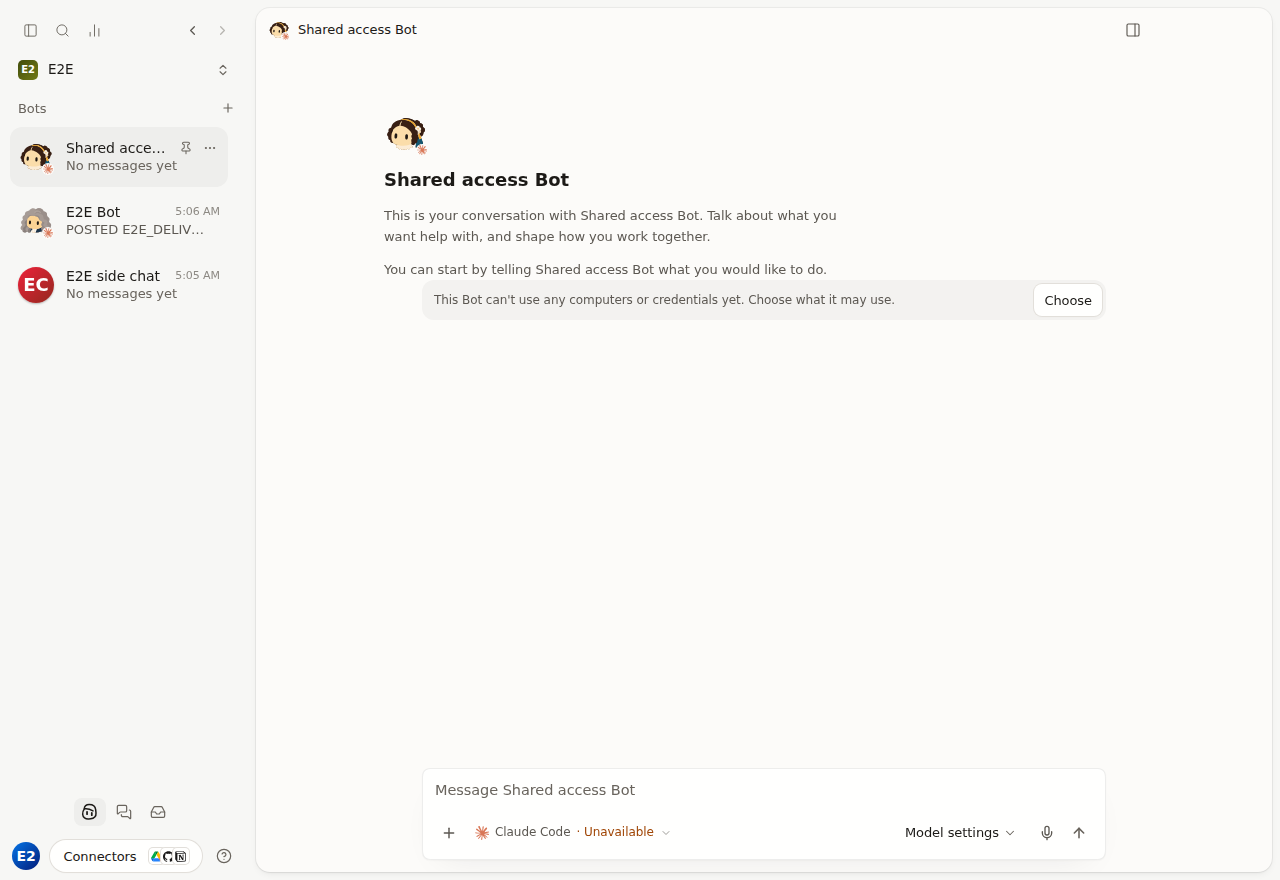 Shared access Bot
E2 E2E
Bots
Shared acce...
No messages yet
E2E Bot 5:06 AM
POSTED E2E_DELIV...
EC E2E side chat 5:05 AM
No messages yet
Shared access Bot
This is your conversation with Shared access Bot. Talk about what you
want help with, and shape how you work together.
You can start by telling Shared access Bot what you would like to do.
This Bot can't use any computers or credentials yet. Choose what it may use. Choose
Message Shared access Bot
Claude Code · Unavailable Model settings
E2 Connectors